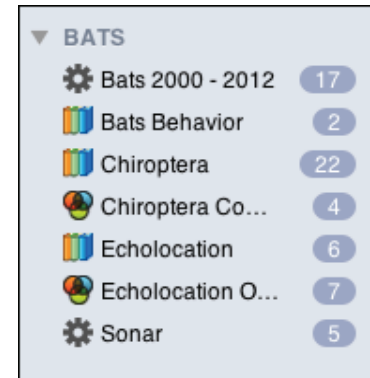 BATS
Bats 2000 - 2012 17
Bats Behavior 2
Chiroptera 22
Chiroptera Co... 4
Echolocation 6
Echolocation O... 7
Sonar 5